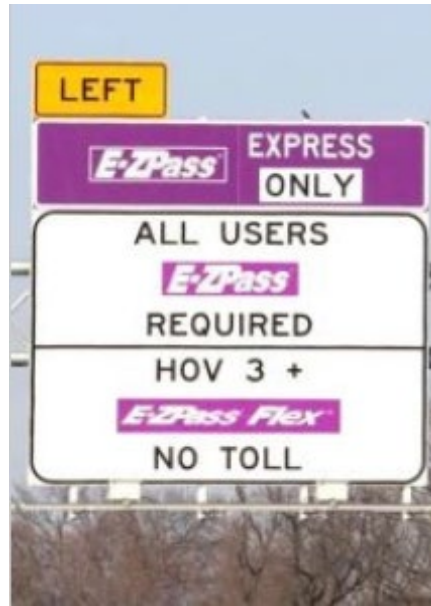 LEFT
E-ZPass EXPRESS
ONLY
ALL USERS
E-ZPass
REQUIRED
HOV 3 +
E-ZPass Flex
NO TOLL